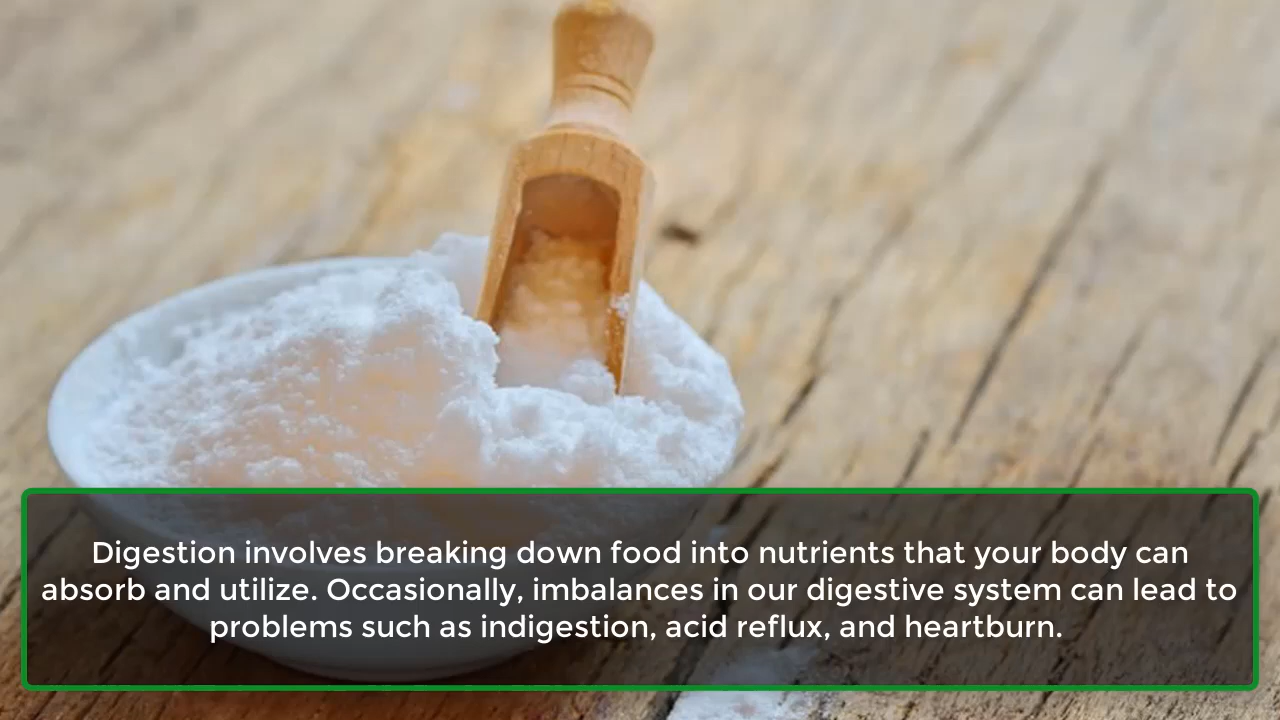 Digestion involves breaking down food into nutrients that your body can
absorb and utilize. Occasionally, imbalances in our digestive system can lead to
problems such as indigestion, acid reflux, and heartburn.